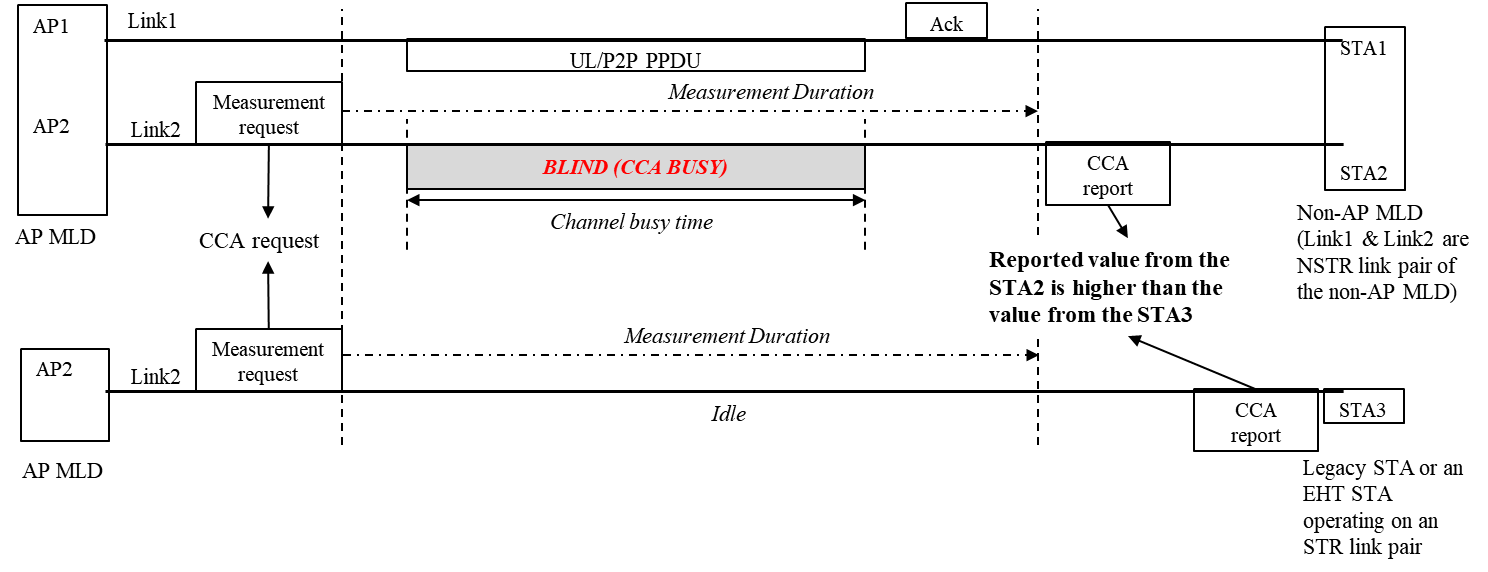 AP1
Link1
Ack
STA1
UL/P2P PPDU
Measurement
request
Measurement Duration
AP2
Link2
BLIND (CCA BUSY)
CCA
report
STA2
Channel busy time
AP MLD
CCA request
Non-AP MLD
(Link1 & Link2 are
NSTR link pair of
the non-AP MLD)
Reported value from the
STA2 is higher than the
value from the STA3
Measurement
request
Measurement Duration
AP2
Link2
Idle
CCA
report
STA3
AP MLD
Legacy STA or an
EHT STA
operating on an
STR link pair